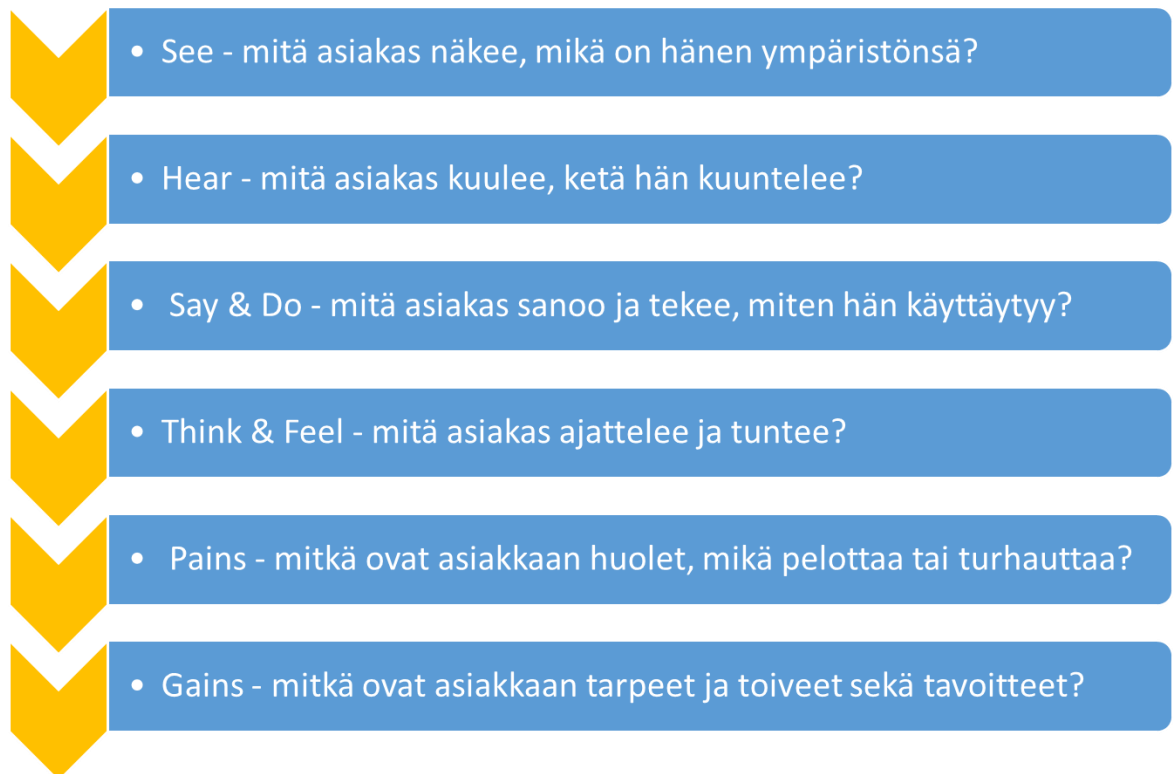 • See - mitä asiakas näkee, mikä on hänen ympäristönsä?
• Hear - mitä asiakas kuulee, ketä hän kuuntelee?
• Say & Do - mitä asiakas sanoo ja tekee, miten hän käyttäytyy?
• Think & Feel - mitä asiakas ajattelee ja tuntee?
• Pains - mitkä ovat asiakkaan huolet, mikä pelottaa tai turhauttaa?
• Gains - mitkä ovat asiakkaan tarpeet ja toiveet sekä tavoitteet?